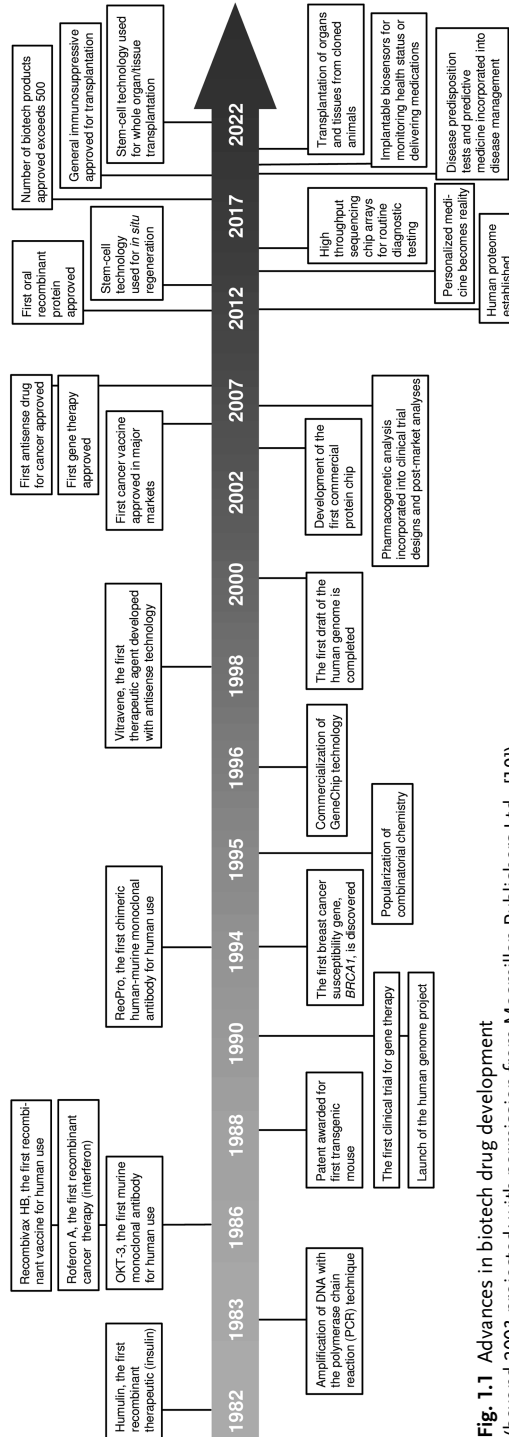 Humulin, the first
recombinant
therapeutic (insulin)
Recombivax HB, the first recombi-
nant vaccine for human use
Roferon A, the first recombinant
cancer therapy (interferon)
OKT-3, the first murine
monoclonal antibody
for human use
ReoPro, the first chimeric
human-murine monoclonal
antibody for human use
Vitravene, the first
therapeutic agent developed
with antisense technology
First antisense drug
for cancer approved
First gene therapy
approved
First cancer vaccine
approved in major
markets
First oral
recombinant
protein
approved
Stem-cell
technology
used for in situ
regeneration
Number of biotech products
approved exceeds 500
General immunosuppressive
approved for transplantation
Stem-cell technology used
for whole organ/tissue
transplantation
1982
1983
1986
1988
1990
1994
1995
1996
1998
2000
2002
2007
2012
2017
2022
Amplification of DNA with
the polymerase chain
reaction (PCR) technique
Patent awarded for
first transgenic
mouse
The first clinical trial for gene therapy
Launch of the human genome project
The first breast cancer
susceptibility gene,
BRCA1, is discovered
Popularization of
combinatorial chemistry
Commercialization of
GeneChip technology
The first draft of the
human genome is
completed
Development of the
first commercial
protein chip
Pharmacogenetic analysis
incorporated into clinical trial
designs and post-market analyses
High
throughput
sequencing
chip arrays
for routine
diagnostic
testing
Personalized medi-
cine becomes reality
Human proteome
established
Transplantation of organs
and tissues from cloned
animals
Implantable biosensors for
monitoring health status or
delivering medications
Disease predisposition
tests and predictive
medicine incorporated into
disease management
Fig. 1.1 Advances in biotech drug development